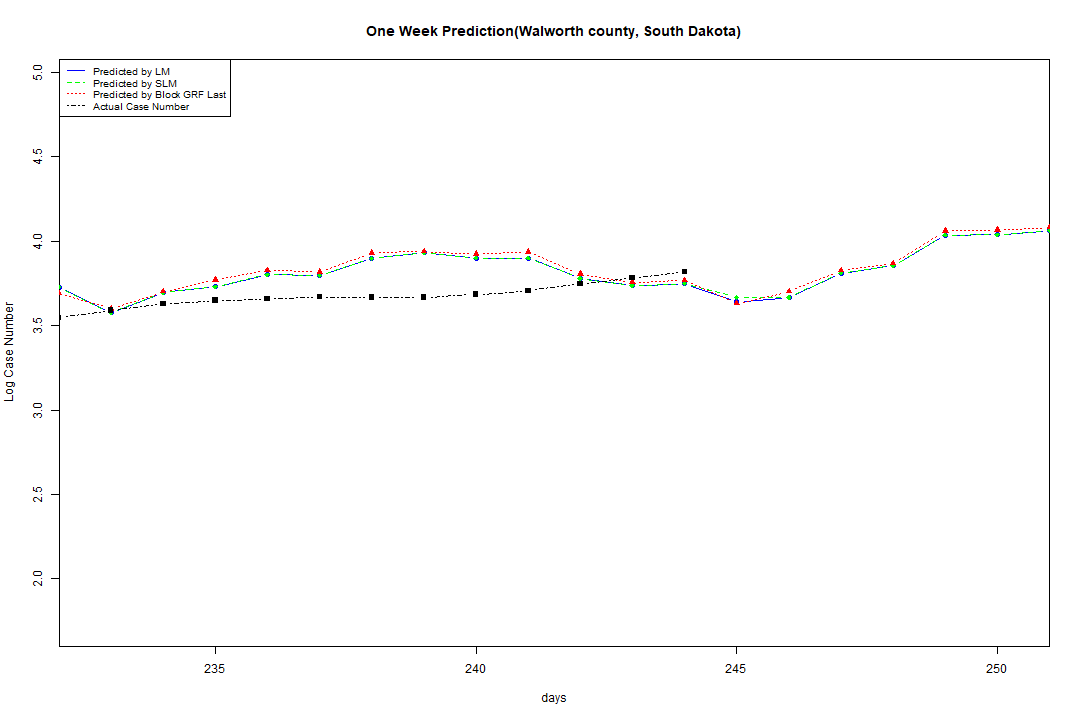 One Week Prediction(Walworth county, South Dakota)
Predicted by LM
Predicted by SLM
Predicted by Block GRF Last
Actual Case Number
5.0
4.5
4.0
3.5
3.0
2.5
2.0
Log Case Number
235
240
245
250
days